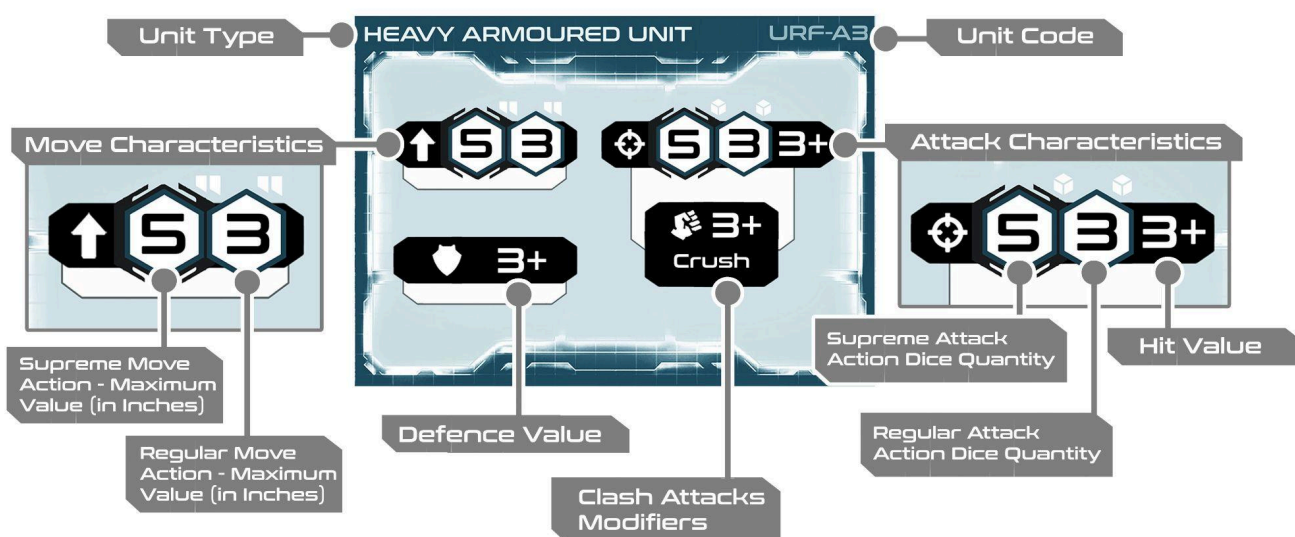 Unit Type
HEAVY ARMOURED UNIT
URF-A3
Unit Code
Move Characteristics
5 3
5 3 3+
Attack Characteristics
5 3
3+
3+
Crush
5 3 3+
Supreme Move
Action - Maximum
Value (in Inches)
Regular Move
Action - Maximum
Value (in Inches)
Defence Value
Clash Attacks
Modifiers
Supreme Attack
Action Dice Quantity
Regular Attack
Action Dice Quantity
Hit Value